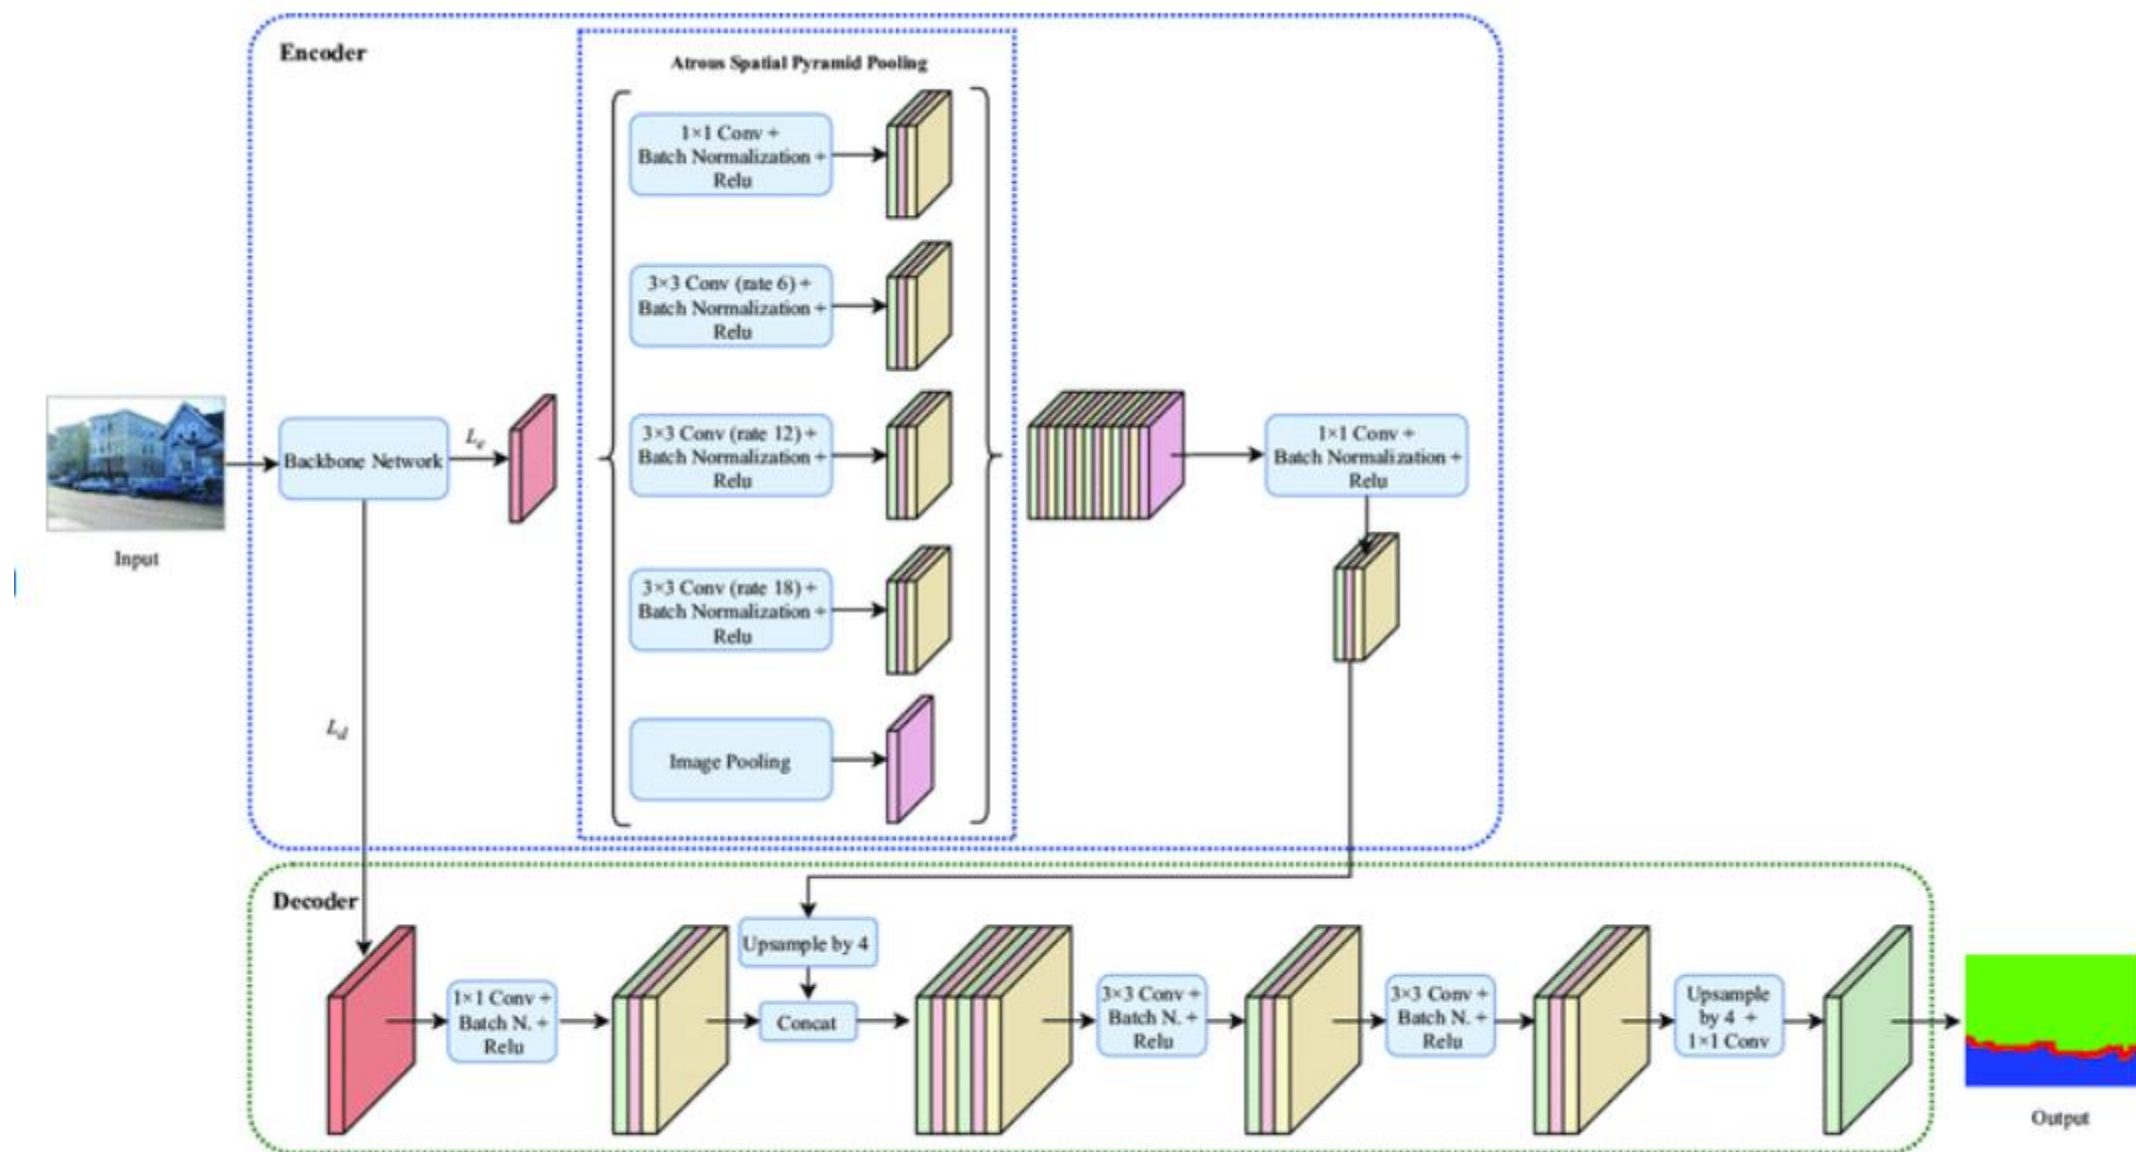 Encoder
Atrous Spatial Pyramid Pooling
1×1 Conv +
Batch Normalization +
Relu
3×3 Conv (rate 6) +
Batch Normalization +
Relu
3×3 Conv (rate 12) +
Batch Normalization +
Relu
3×3 Conv (rate 18) +
Batch Normalization +
Relu
Image Pooling
Input
Backbone Network
Le
1×1 Conv +
Batch Normalization +
Relu
Ld
Decoder
1×1 Conv +
Batch N. +
Relu
Upsample by 4
Concat
3×3 Conv +
Batch N. +
Relu
3×3 Conv +
Batch N. +
Relu
Upsample
by 4 +
1×1 Conv
Output